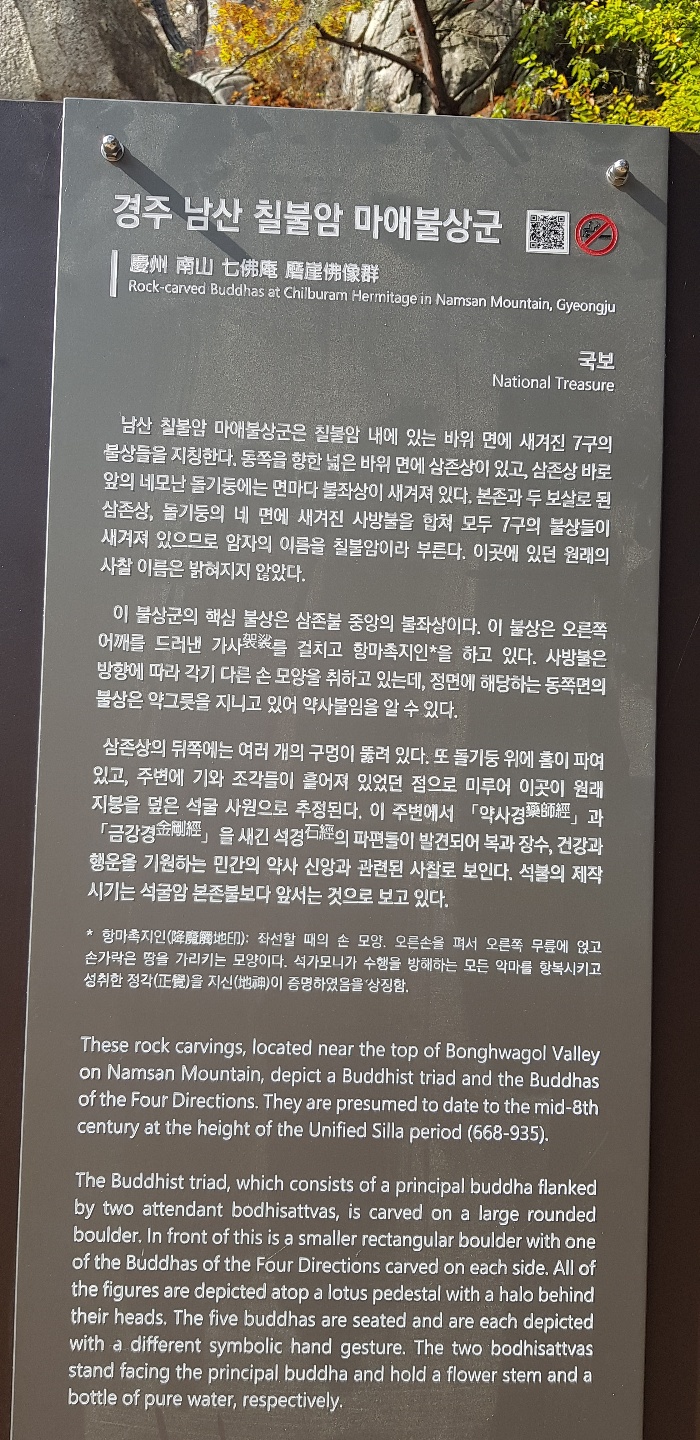 경주 남산 칠불암 마애불상군
慶州 南山 七佛庵 磨崖佛像群
Rock-carved Buddhas at Chilburam Hermitage in Namsan Mountain, Gyeongju
국보
National Treasure
남산 칠불암 마애불상군은 칠불암 내에 있는 바위 면에 새겨진 7구의
불상들을 지칭한다. 동쪽을 향한 넓은 바위 면에 삼존상이 있고, 삼존상 바로
앞의 네모난 돌기둥에는 면마다 불좌상이 새겨져 있다. 본존과 두 보살로 된
삼존상, 돌기둥의 네 면에 새겨진 사방불을 합쳐 모두 7구의 불상들이
새겨져 있으므로 암자의 이름을 칠불암이라 부른다. 이곳에 있던 원래의
사찰 이름은 밝혀지지 않았다.
이 불상군의 핵심 불상은 삼존불 중앙의 불좌상이다. 이 불상은 오른쪽
어깨를 드러낸 가사袈裟를 걸치고 항마촉지인*을 하고 있다. 사방불은
방향에 따라 각기 다른 손 모양을 취하고 있는데, 정면에 해당하는 동쪽면의
불상은 약그릇을 지니고 있어 약사불임을 알 수 있다.
삼존상의 뒤쪽에는 여러 개의 구멍이 뚫려 있다. 또 돌기둥 위에 홈이 파여
있고, 주변에 기와 조각들이 흩어져 있었던 점으로 미루어 이곳이 원래
지붕을 덮은 석굴 사원으로 추정된다. 이 주변에서 「약사경藥師經」과
「금강경金剛經」을 새긴 석경石經의 파편들이 발견되어 복과 장수, 건강과
행운을 기원하는 민간의 약사 신앙과 관련된 사찰로 보인다. 석불의 제작
시기는 석굴암 본존불보다 앞서는 것으로 보고 있다.
* 항마촉지인(降魔觸地印): 좌선할 때의 손 모양. 오른손을 펴서 오른쪽 무릎에 얹고
손가락은 땅을 가리키는 모양이다. 석가모니가 수행을 방해하는 모든 악마를 항복시키고
성취한 정각(正覺)을 지신(地神)이 증명하였음을 상징함.
These rock carvings, located near the top of Bonghwagol Valley
on Namsan Mountain, depict a Buddhist triad and the Buddhas
of the Four Directions. They are presumed to date to the mid-8th
century at the height of the Unified Silla period (668-935).
The Buddhist triad, which consists of a principal buddha flanked
by two attendant bodhisattvas, is carved on a large rounded
boulder. In front of this is a smaller rectangular boulder with one
of the Buddhas of the Four Directions carved on each side. All of
the figures are depicted atop a lotus pedestal with a halo behind
their heads. The five buddhas are seated and are each depicted
with a different symbolic hand gesture. The two bodhisattvas
stand facing the principal buddha and hold a flower stem and a
bottle of pure water, respectively.